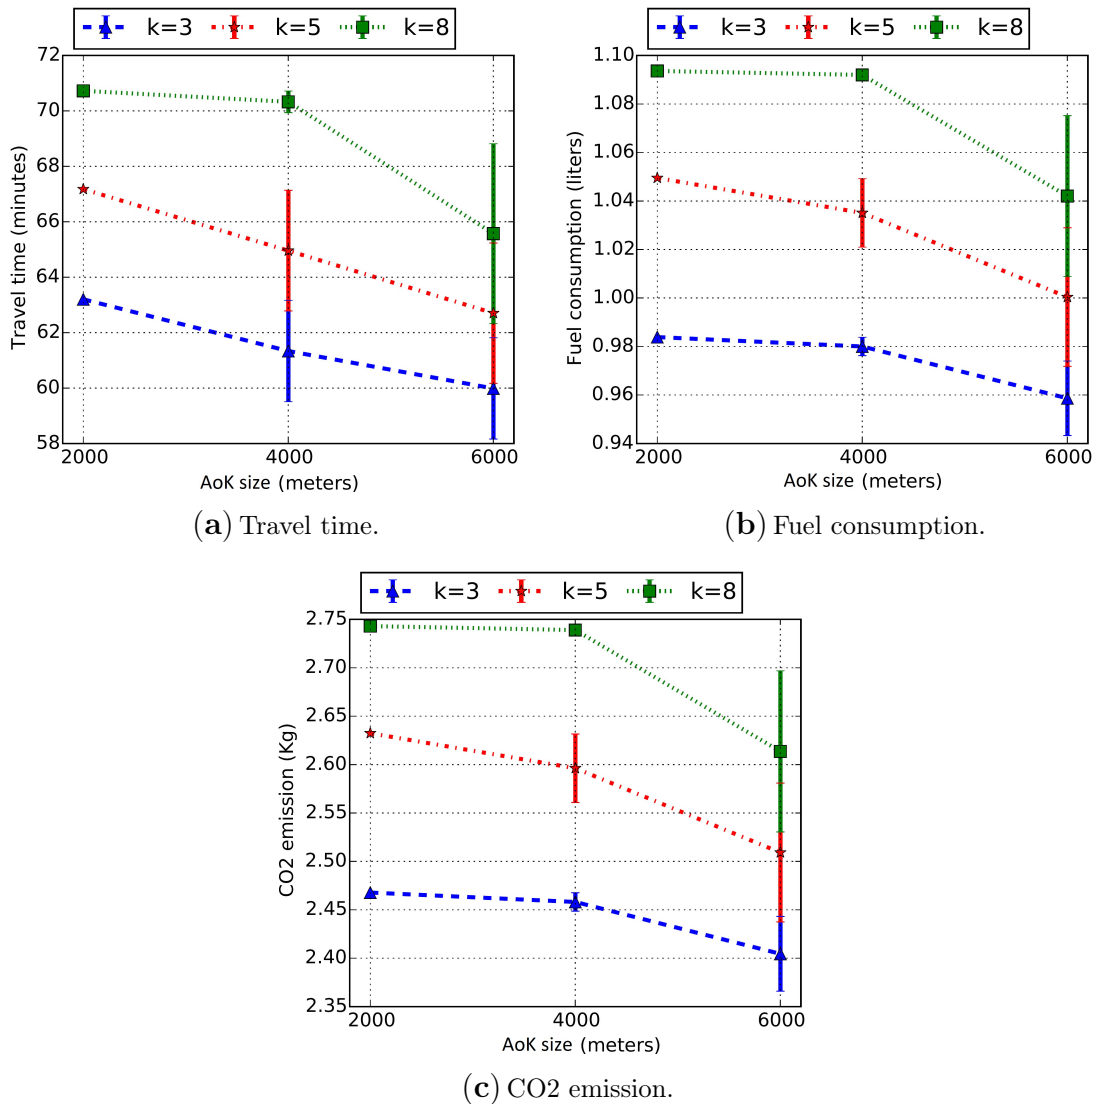 k=3 k=5 k=8
72
70
68
66
64
62
60
58
Travel time (minutes)
2000 4000 6000
AoK size (meters)
(a) Travel time.
k=3 k=5 k=8
1.10
1.08
1.06
1.04
1.02
1.00
0.98
0.96
0.94
Fuel consumption (liters)
2000 4000 6000
AoK size (meters)
(b) Fuel consumption.
k=3 k=5 k=8
2.75
2.70
2.65
2.60
2.55
2.50
2.45
2.40
2.35
CO2 emission (Kg)
2000 4000 6000
AoK size (meters)
(c) CO2 emission.